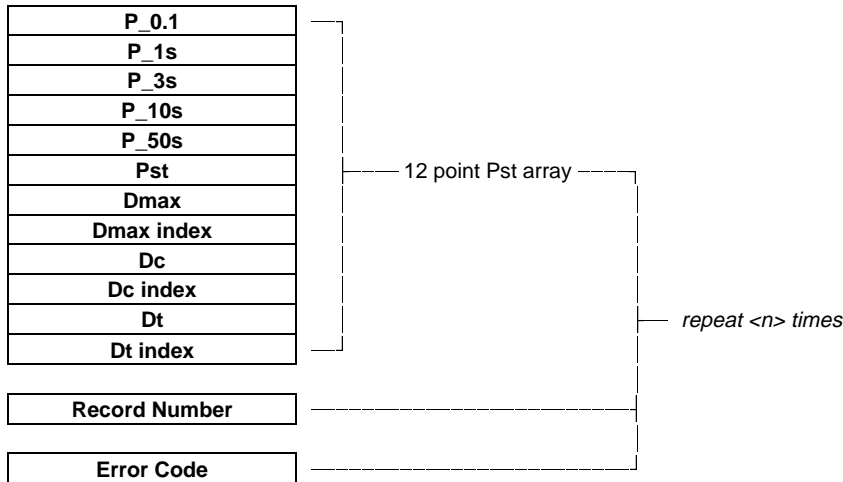 P_0.1
P_1s
P_3s
P_10s
P_50s
Pst
Dmax
Dmax index
Dc
Dc index
Dt
Dt index
12 point Pst array
repeat <n> times
Record Number
Error Code